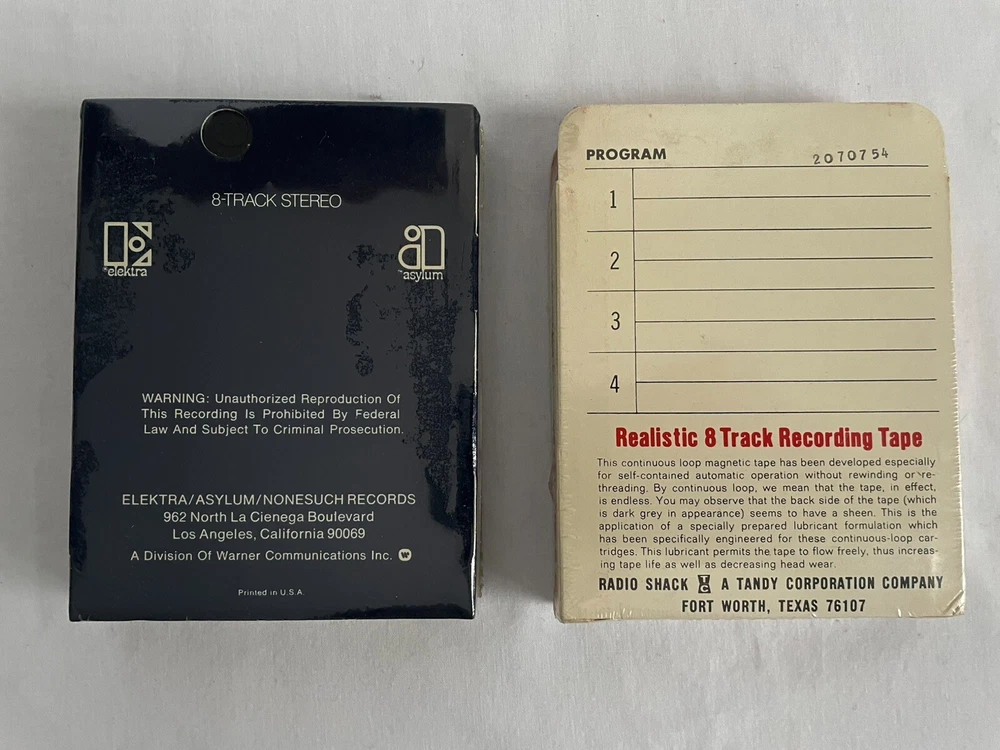 8-TRACK STEREO
elektra
asylum
WARNING: Unauthorized Reproduction Of
This Recording Is Prohibited By Federal
Law And Subject To Criminal Prosecution.
ELEKTRA/ASYLUM/NONESUCH RECORDS
962 North La Cienega Boulevard
Los Angeles, California 90069
A Division Of Warner Communications Inc.
Printed in U.S.A.
PROGRAM 2070754
1
2
3
4
Realistic 8 Track Recording Tape
This continuous loop magnetic tape has been developed especially
for self-contained automatic operation without rewinding or re-
threading. By continuous loop, we mean that the tape, in effect,
is endless. You may observe that the back side of the tape (which
is dark grey in appearance) seems to have a sheen. This is the
application of a specially prepared lubricant formulation which
has been specifically engineered for these continuous-loop car-
tridges. This lubricant permits the tape to flow freely, thus increas-
ing tape life as well as decreasing head wear.
RADIO SHACK TC A TANDY CORPORATION COMPANY
FORT WORTH, TEXAS 76107